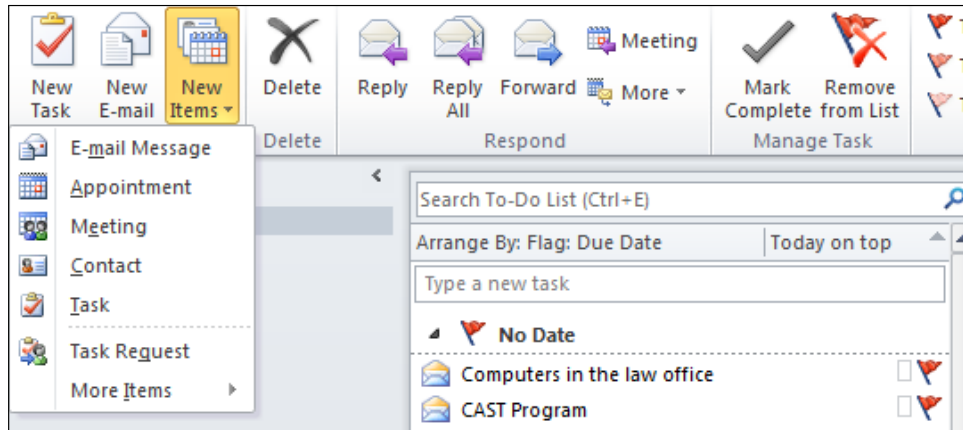 New Task
New E-mail
New Items
Delete
Reply
Reply All
Forward
Meeting
More
Mark Complete
Remove from List
Delete
Respond
Manage Task
E-mail Message
Appointment
Meeting
Contact
Task
Task Request
More Items
Search To-Do List (Ctrl+E)
Arrange By: Flag: Due Date
Today on top
Type a new task
No Date
Computers in the law office
CAST Program